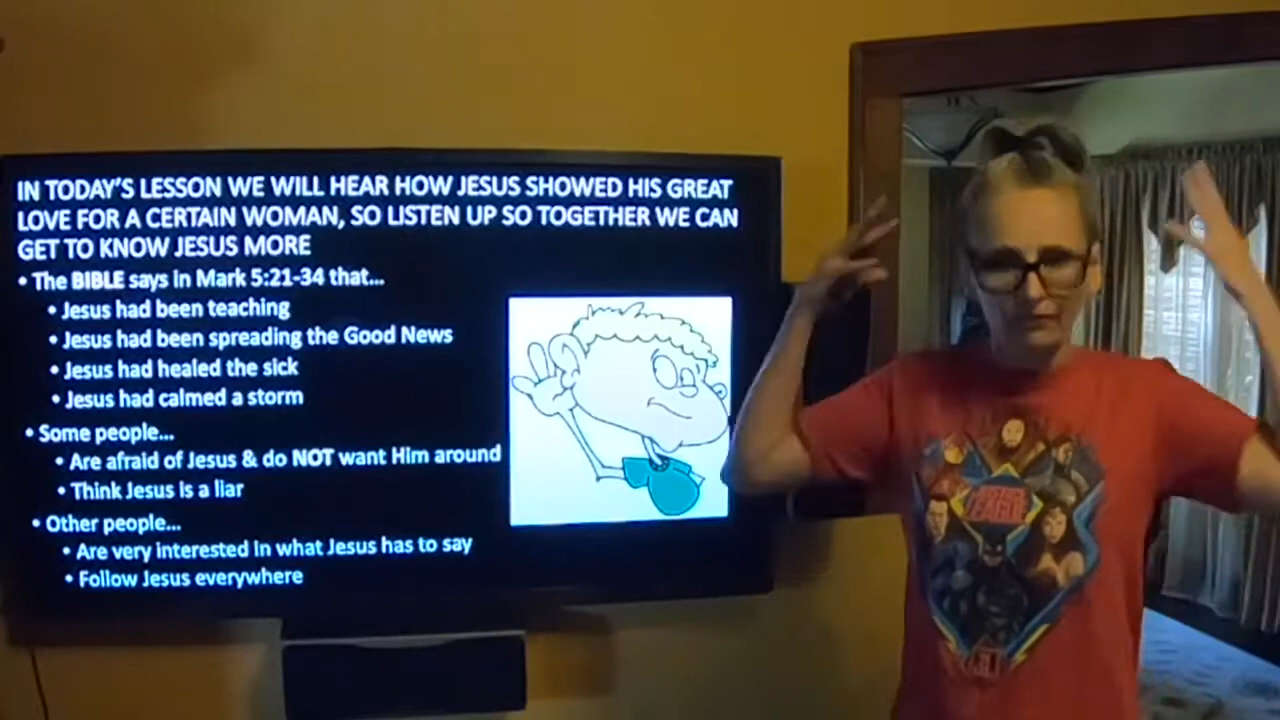 IN TODAY'S LESSON WE WILL HEAR HOW JESUS SHOWED HIS GREAT
LOVE FOR A CERTAIN WOMAN, SO LISTEN UP SO TOGETHER WE CAN
GET TO KNOW JESUS MORE
• The BIBLE says in Mark 5:21-34 that...
• Jesus had been teaching
• Jesus had been spreading the Good News
• Jesus had healed the sick
• Jesus had calmed a storm
• Some people...
• Are afraid of Jesus & do NOT want Him around
• Think Jesus is a liar
• Other people...
• Are very interested in what Jesus has to say
• Follow Jesus everywhere
JUSTICE
LEAGUE